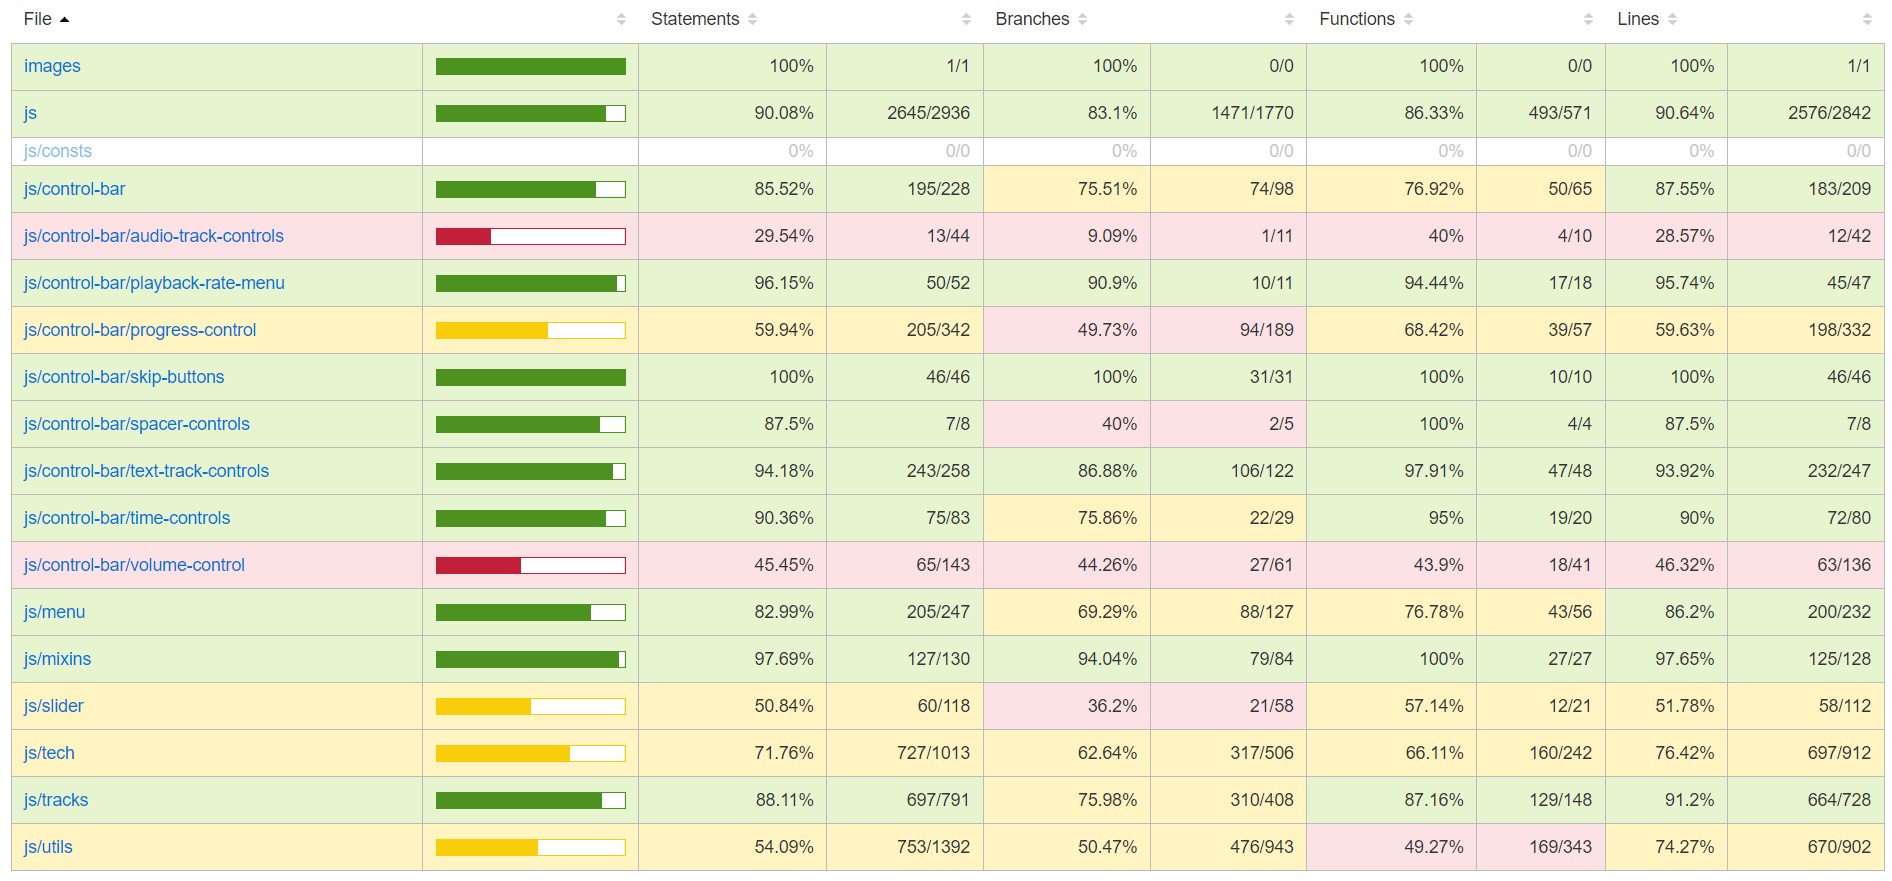 File Statements Branches Functions Lines
images 100% 1/1 100% 0/0 100% 0/0 100% 1/1
js 90.08% 2645/2936 83.1% 1471/1770 86.33% 493/571 90.64% 2576/2842
js/consts 0% 0/0 0% 0/0 0% 0/0 0% 0/0
js/control-bar 85.52% 195/228 75.51% 74/98 76.92% 50/65 87.55% 183/209
js/control-bar/audio-track-controls 29.54% 13/44 9.09% 1/11 40% 4/10 28.57% 12/42
js/control-bar/playback-rate-menu 96.15% 50/52 90.9% 10/11 94.44% 17/18 95.74% 45/47
js/control-bar/progress-control 59.94% 205/342 49.73% 94/189 68.42% 39/57 59.63% 198/332
js/control-bar/skip-buttons 100% 46/46 100% 31/31 100% 10/10 100% 46/46
js/control-bar/spacer-controls 87.5% 7/8 40% 2/5 100% 4/4 87.5% 7/8
js/control-bar/text-track-controls 94.18% 243/258 86.88% 106/122 97.91% 47/48 93.92% 232/247
js/control-bar/time-controls 90.36% 75/83 75.86% 22/29 95% 19/20 90% 72/80
js/control-bar/volume-control 45.45% 65/143 44.26% 27/61 43.9% 18/41 46.32% 63/136
js/menu 82.99% 205/247 69.29% 88/127 76.78% 43/56 86.2% 200/232
js/mixins 97.69% 127/130 94.04% 79/84 100% 27/27 97.65% 125/128
js/slider 50.84% 60/118 36.2% 21/58 57.14% 12/21 51.78% 58/112
js/tech 71.76% 727/1013 62.64% 317/506 66.11% 160/242 76.42% 697/912
js/tracks 88.11% 697/791 75.98% 310/408 87.16% 129/148 91.2% 664/728
js/utils 54.09% 753/1392 50.47% 476/943 49.27% 169/343 74.27% 670/902